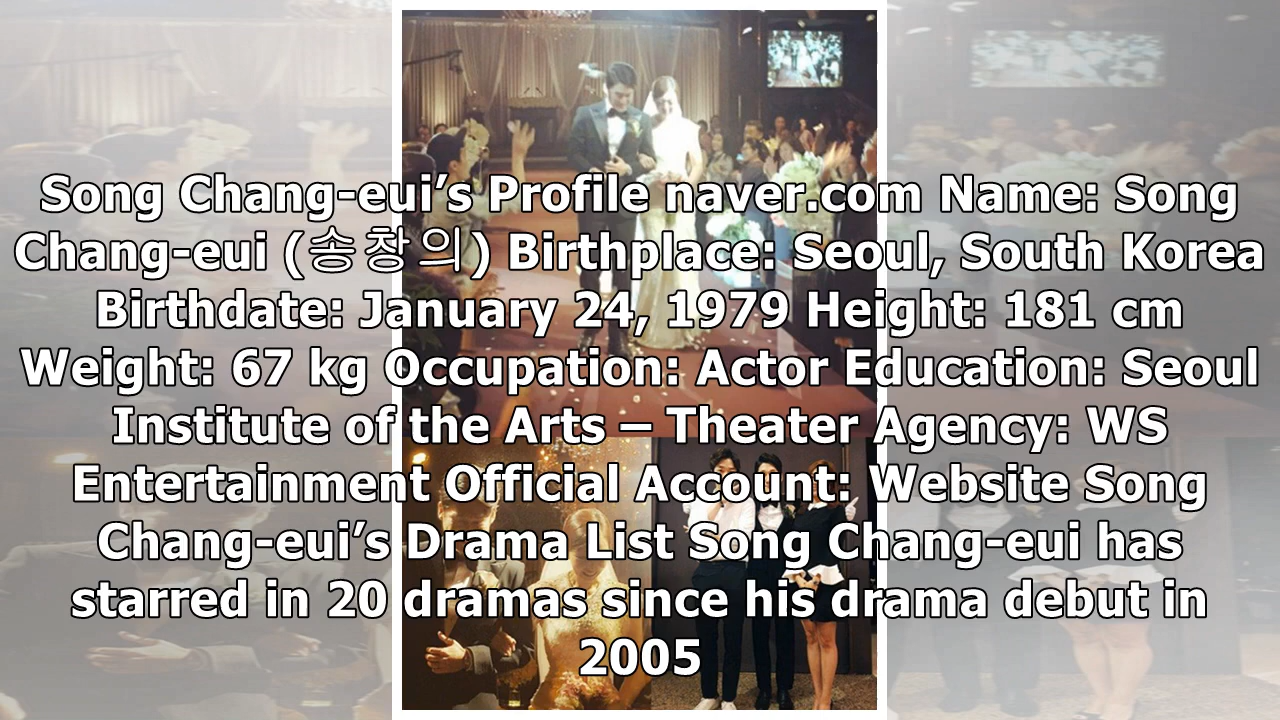 Song Chang-eui’s Profile naver.com Name: Song
Chang-eui (송창의) Birthplace: Seoul, South Korea
Birthdate: January 24, 1979 Height: 181 cm
Weight: 67 kg Occupation: Actor Education: Seoul
Institute of the Arts – Theater Agency: WS
Entertainment Official Account: Website Song
Chang-eui’s Drama List Song Chang-eui has
starred in 20 dramas since his drama debut in
2005